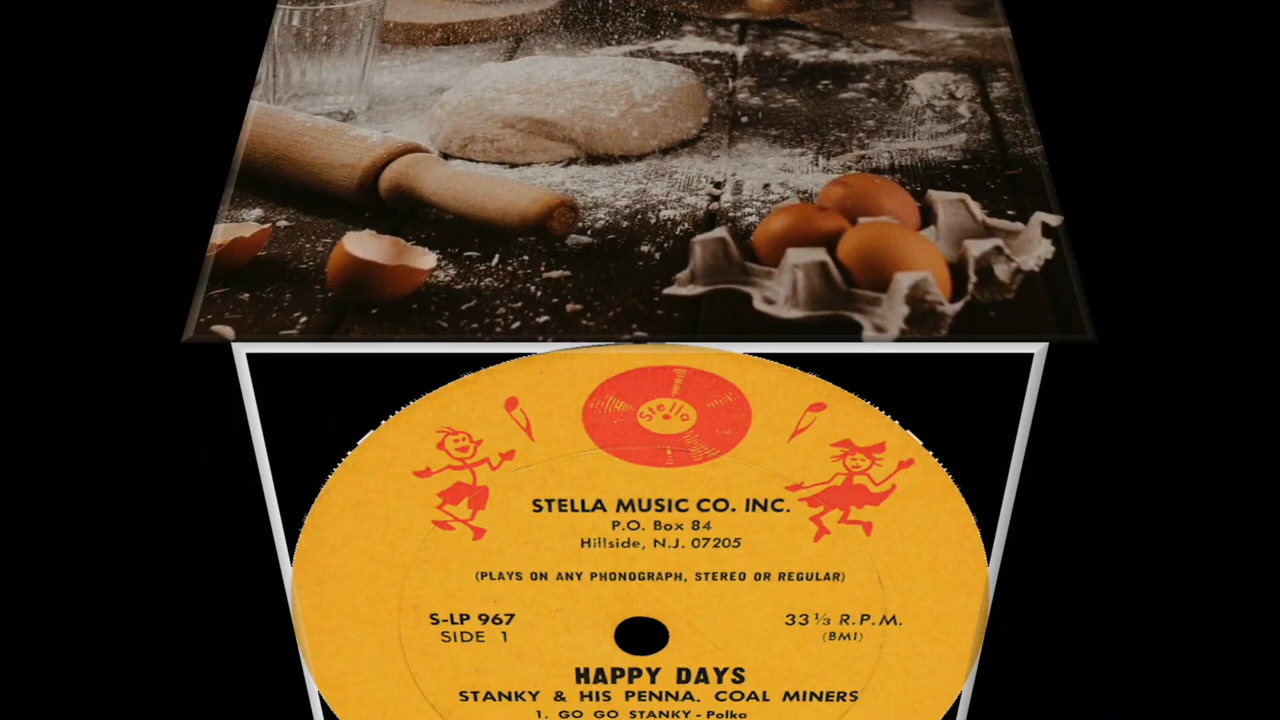 Stella
STELLA MUSIC CO. INC.
P.O. Box 84
Hillside, N.J. 07205
(PLAYS ON ANY PHONOGRAPH, STEREO OR REGULAR)
S-LP 967
SIDE 1
33⅓ R.P.M.
(BMI)
HAPPY DAYS
STANKY & HIS PENNA. COAL MINERS
1. GO GO STANKY - Polka